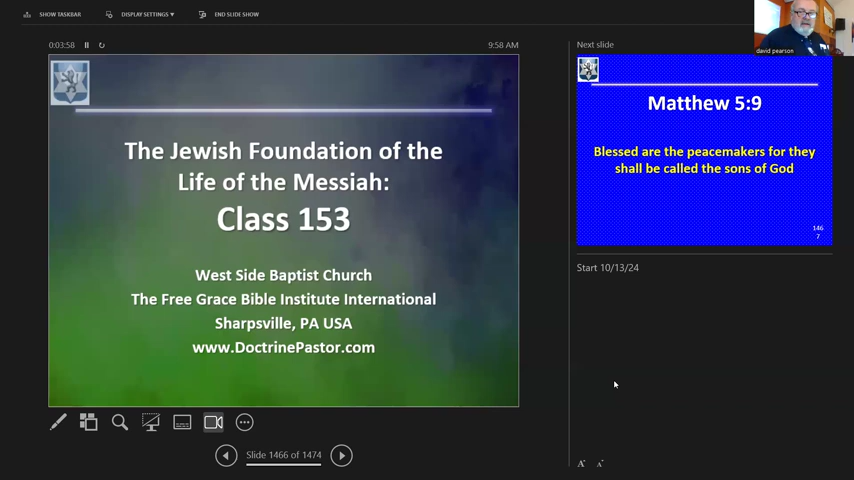 SHOW TASKBAR
DISPLAY SETTINGS ▼
END SLIDE SHOW
david pearson
0:03:58
9:58 AM
The Jewish Foundation of the
Life of the Messiah:
Class 153
West Side Baptist Church
The Free Grace Bible Institute International
Sharpsville, PA USA
www.DoctrinePastor.com
Slide 1466 of 1474
Next slide
Matthew 5:9
Blessed are the peacemakers for they
shall be called the sons of God
146
7
Start 10/13/24
A
A